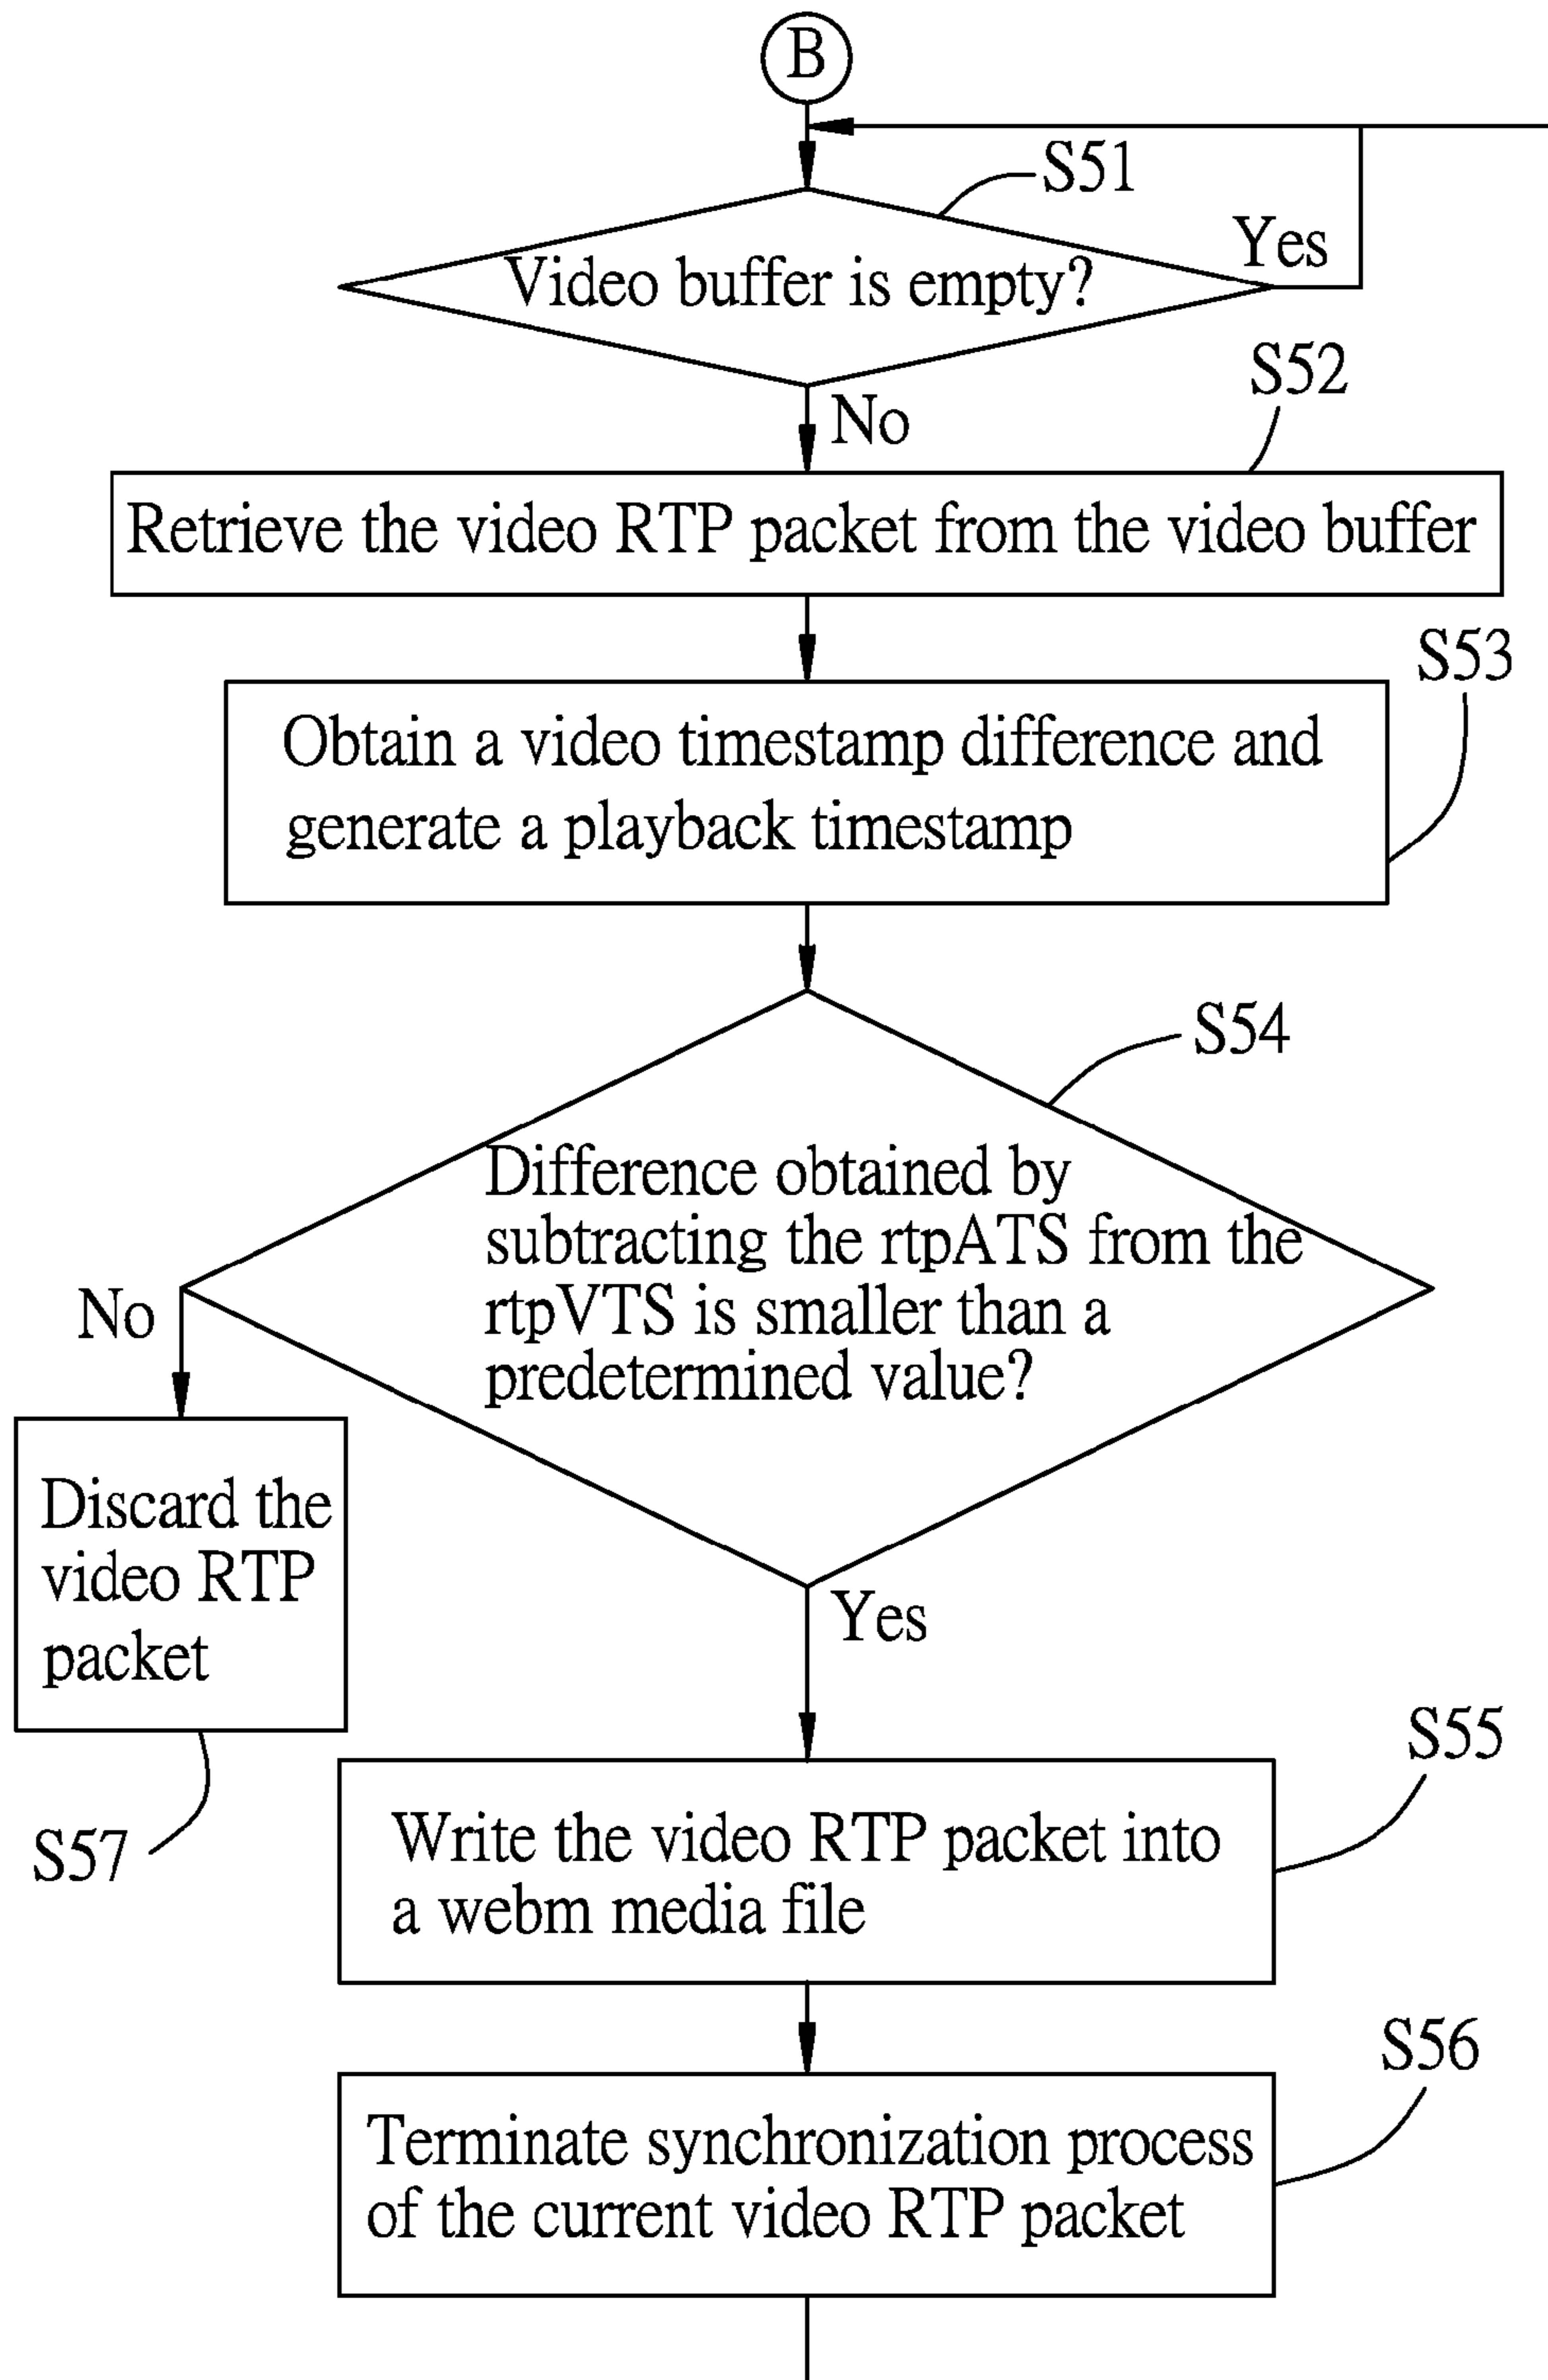 B
S51
Yes
Video buffer is empty?
S52
No
Retrieve the video RTP packet from the video buffer
S53
Obtain a video timestamp difference and
generate a playback timestamp
S54
Difference obtained by
subtracting the rtpATS from the
rtpVTS is smaller than a
predetermined value?
No
Discard the
video RTP
packet
Yes
S55
S57
Write the video RTP packet into
a webm media file
S56
Terminate synchronization process
of the current video RTP packet